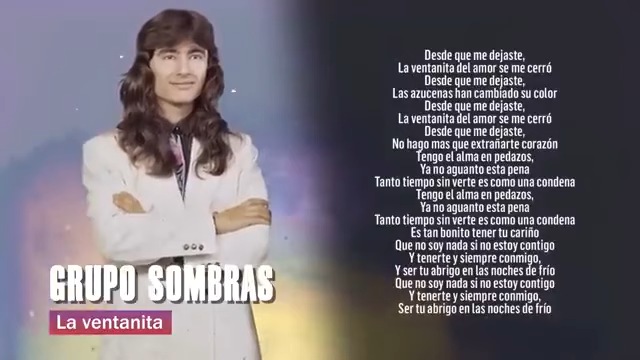 Desde que me dejaste,
La ventanita del amor se me cerró
Desde que me dejaste,
Las azucenas han cambiado su color
Desde que me dejaste,
La ventanita del amor se me cerró
Desde que me dejaste,
No hago mas que extrañarte corazón
Tengo el alma en pedazos,
Ya no aguanto esta pena
Tanto tiempo sin verte es como una condena
Tengo el alma en pedazos,
Ya no aguanto esta pena
Tanto tiempo sin verte es como una condena
Es tan bonito tener tu cariño
Que no soy nada si no estoy contigo
Y tenerte y siempre conmigo,
Y ser tu abrigo en las noches de frío
Que no soy nada si no estoy contigo
Y tenerte y siempre conmigo,
Ser tu abrigo en las noches de frío
GRUPO SOMBRAS
La ventanita